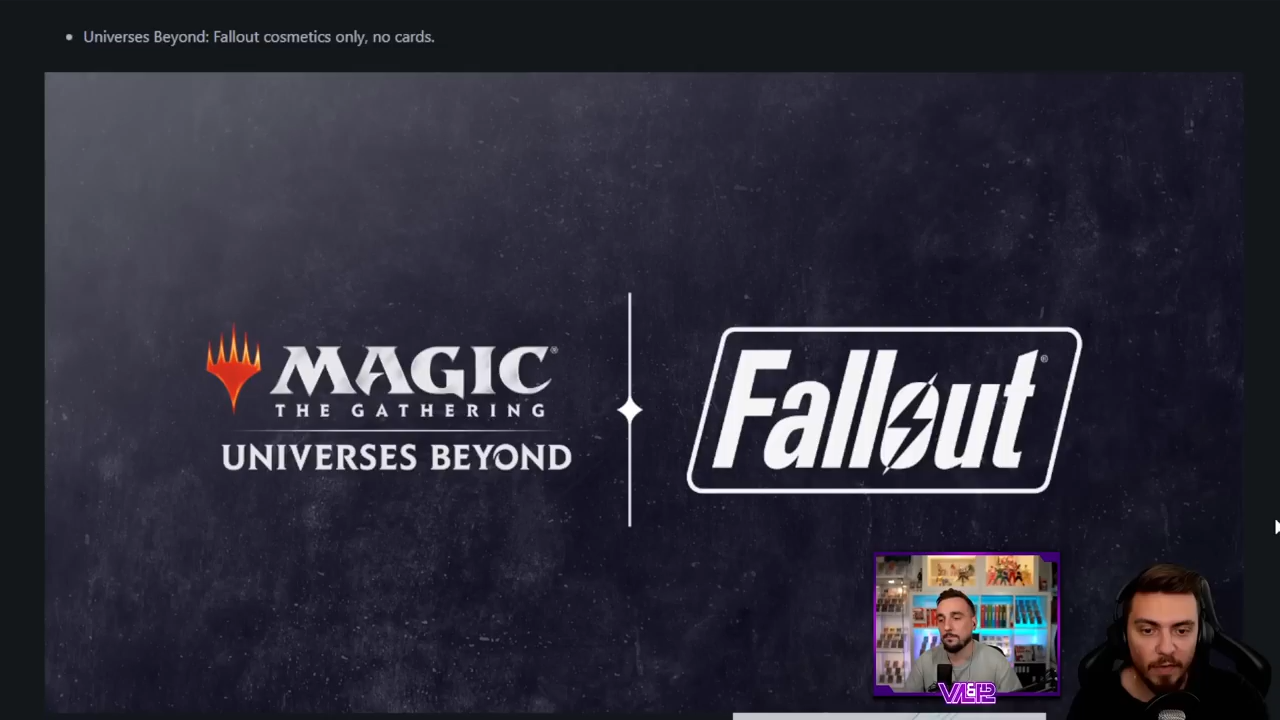 Universes Beyond: Fallout cosmetics only, no cards.
MAGIC®
THE GATHERING
UNIVERSES BEYOND
Fallout®